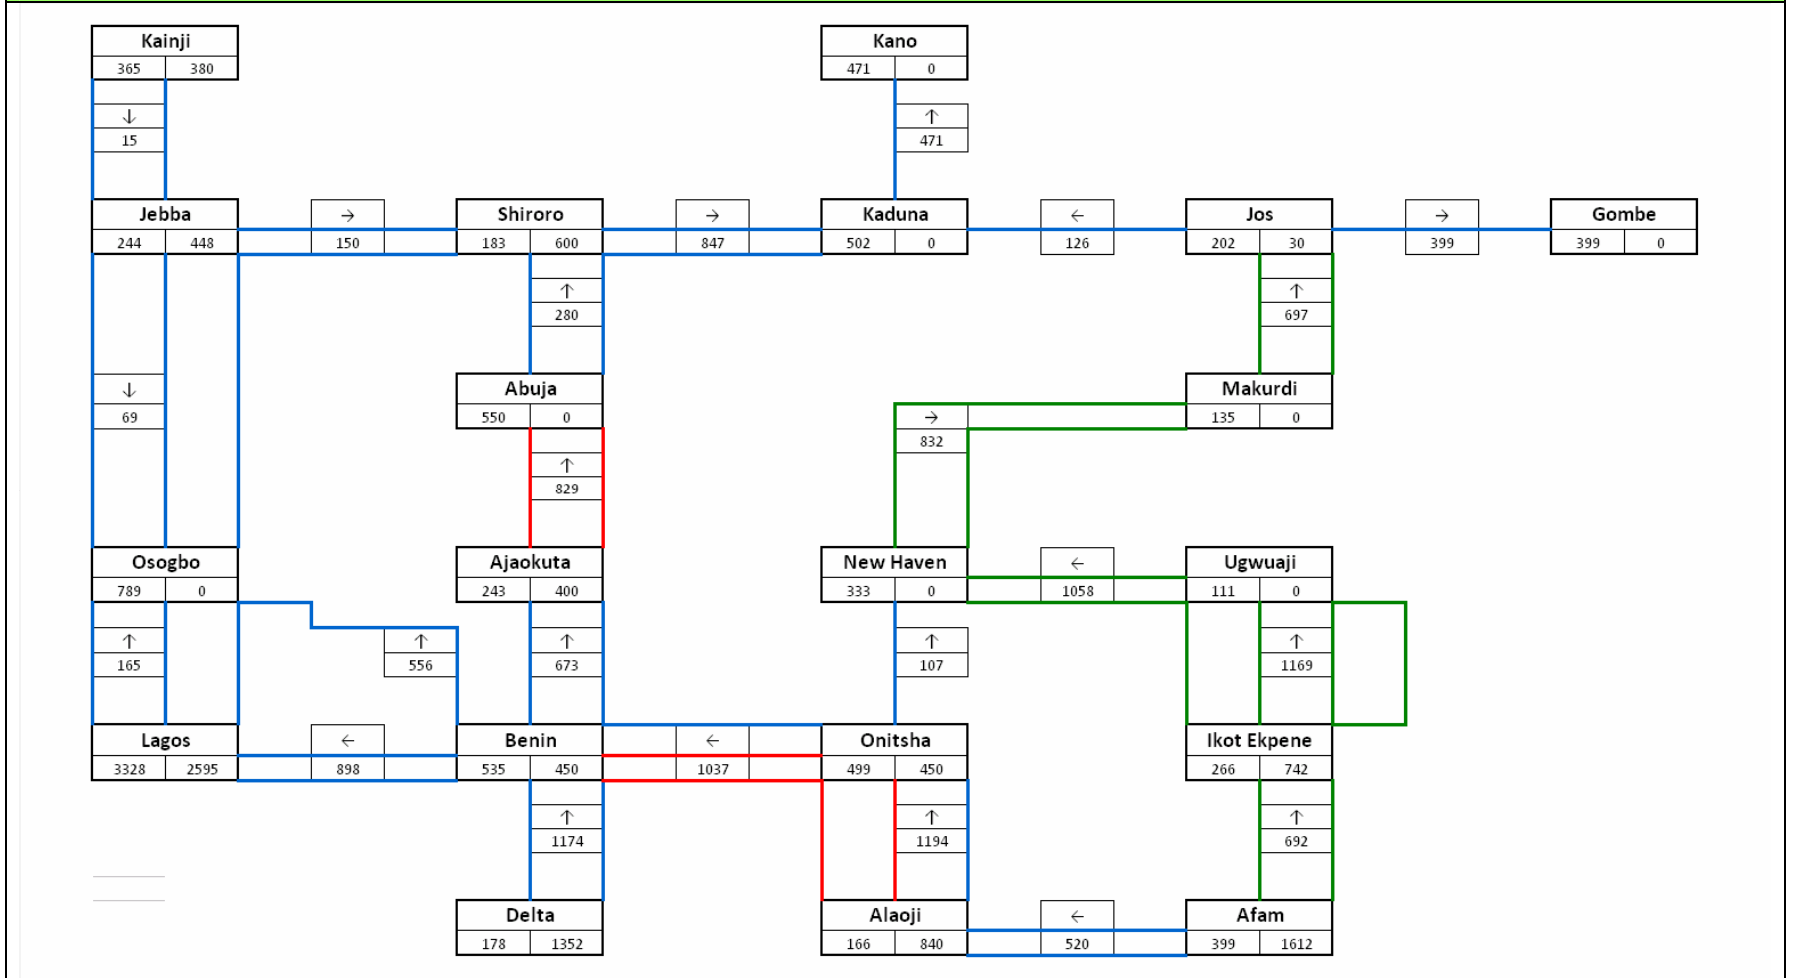 Kainji Kano
365 380 471 0
↓ ↑
15 471
Jebba → Shiroro → Kaduna ← Jos → Gombe
244 448 150 183 600 847 502 0 126 202 30 399 399 0
↑ ↑
280 697
Abuja Makurdi
↓ 550 0 → 135 0
69 832
↑
829
Osogbo Ajaokuta New Haven ← Ugwuaji
789 0 243 400 333 0 1058 111 0
↑ ↑ ↑ ↑ ↑
165 556 673 107 1169
Lagos ← Benin ← Onitsha Ikot Ekpene
3328 2595 898 535 450 1037 499 450 266 742
↑ ↑ ↑
1174 1194 692
Delta Alaoji ← Afam
178 1352 166 840 520 399 1612